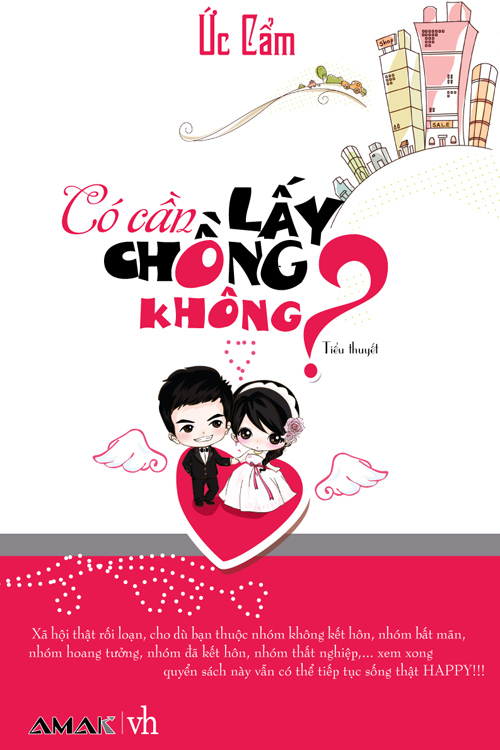 Ức Cẩm
Shop
SALE
Có cần LẤY
CHỒNG
KHÔNG?
Tiểu thuyết
Xã hội thật rối loạn, cho dù bạn thuộc nhóm không kết hôn, nhóm bất mãn,
nhóm hoang tưởng, nhóm đã kết hôn, nhóm thất nghiệp,... xem xong
quyển sách này vẫn có thể tiếp tục sống thật HAPPY!!!
AMAK | vh